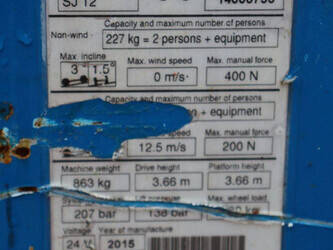 SJ 12
Capacity and maximum number of persons
Non-wind 227 kg = 2 persons + equipment
Max. incline Max. wind speed Max. manual force
3° 1.5° 0 m/s 400 N
Capacity and maximum number of persons
+ equipment
speed Max. manual force
12.5 m/s 200 N
Machine weight Drive height Platform height
863 kg 3.66 m 3.66 m
Max. wheel load
207 bar 138 bar
Voltage Year of manufacture
24 V 2015